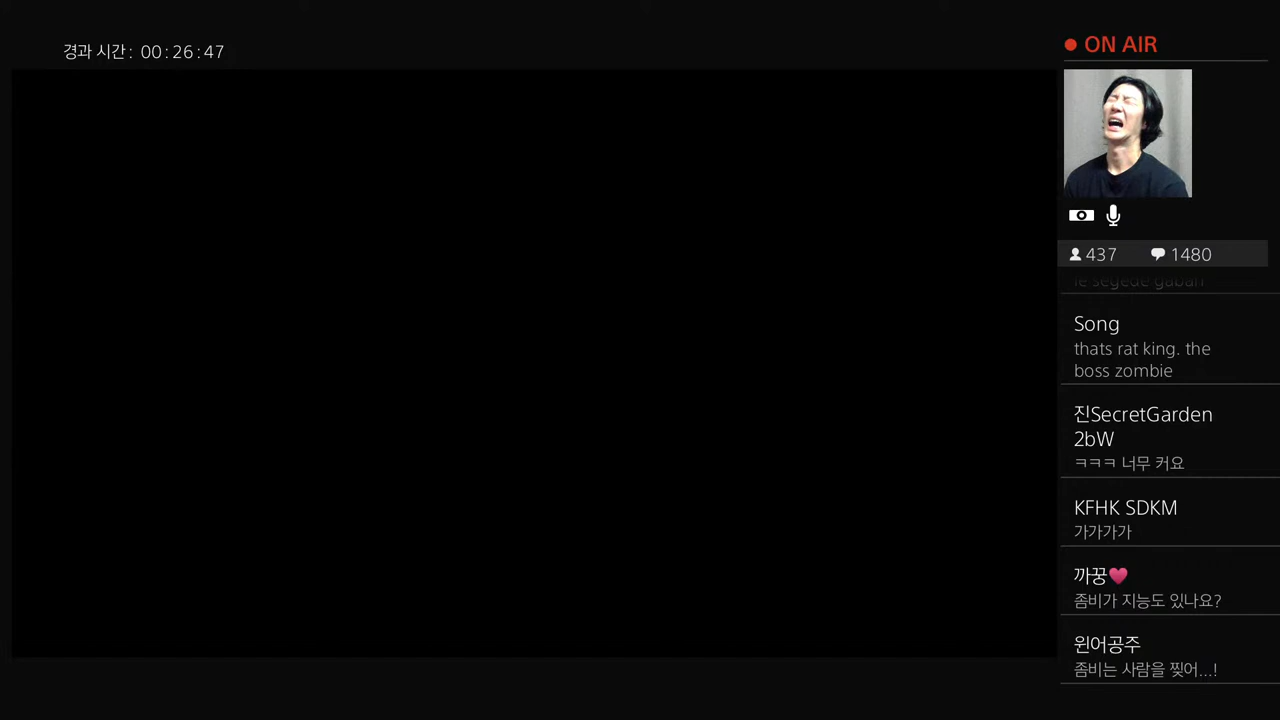 경과 시간 : 00:26:47
ON AIR
437 1480
le segede gaban
Song
thats rat king. the
boss zombie
진SecretGarden
2bW
ㅋㅋㅋ 너무 커요
KFHK SDKM
가가가가
까꿍♥
좀비가 지능도 있나요?
윈어공주
좀비는 사람을 찢어...!